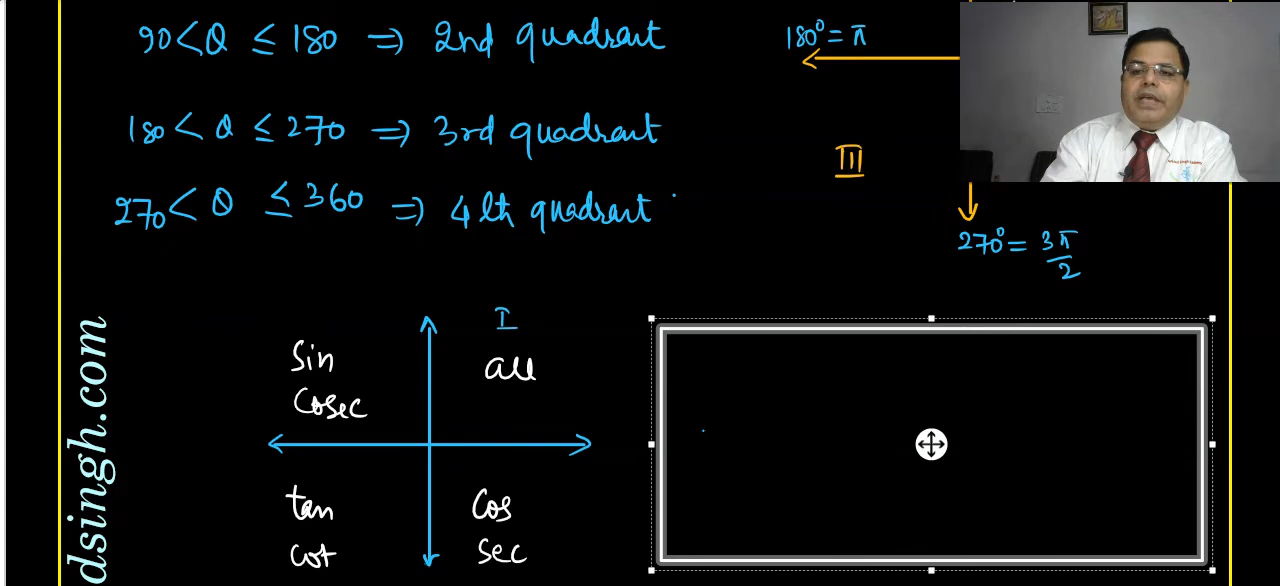 90 < θ ≤ 180 ⇒ 2nd quadrant
180° = π
180 < θ ≤ 270 ⇒ 3rd quadrant
III
270 < θ ≤ 360 ⇒ 4th quadrant
270° = 3π/2
I
Sin
all
Cosec
tan
Cos
cot
sec
dsingh.com